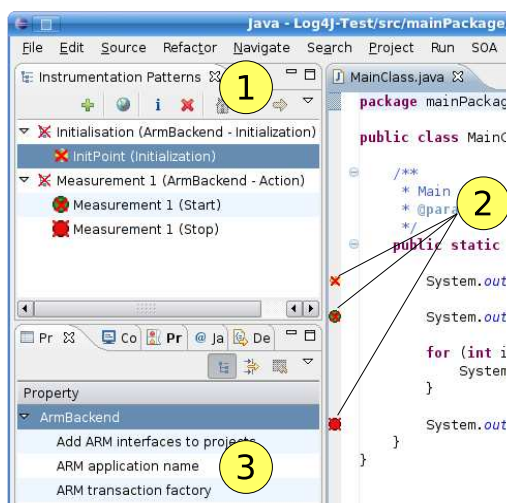 Java - Log4J-Test/src/mainPackage
File Edit Source Refactor Navigate Search Project Run SOA
Instrumentation Patterns
1
Initialisation (ArmBackend - Initialization)
InitPoint (Initialization)
Measurement 1 (ArmBackend - Action)
Measurement 1 (Start)
Measurement 1 (Stop)
Pr Co Pr @ Ja De
Property
ArmBackend
Add ARM interfaces to projects
ARM application name
ARM transaction factory
3
MainClass.java
package mainPackag
public class MainC
/**
* Main
* @para
*/
2
public static
System.out
System.out
for (int i
System
}
System.out
}
}